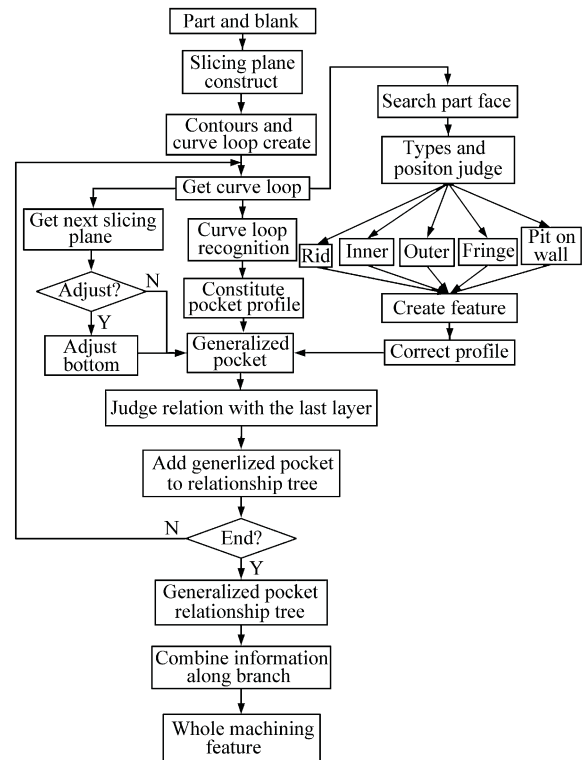 Part and blank
Slicing plane
construct
Search part face
Contours and
curve loop create
Types and
positon judge
Get curve loop
Get next slicing
plane
Curve loop
recognition
Rid
Inner
Outer
Fringe
Pit on
wall
Adjust?
N
Y
Constitute
pocket profile
Create feature
Adjust
bottom
Generalized
pocket
Correct profile
Judge relation with the last layer
Add generlized pocket
to relationship tree
N
End?
Y
Generalized pocket
relationship tree
Combine information
along branch
Whole machining
feature